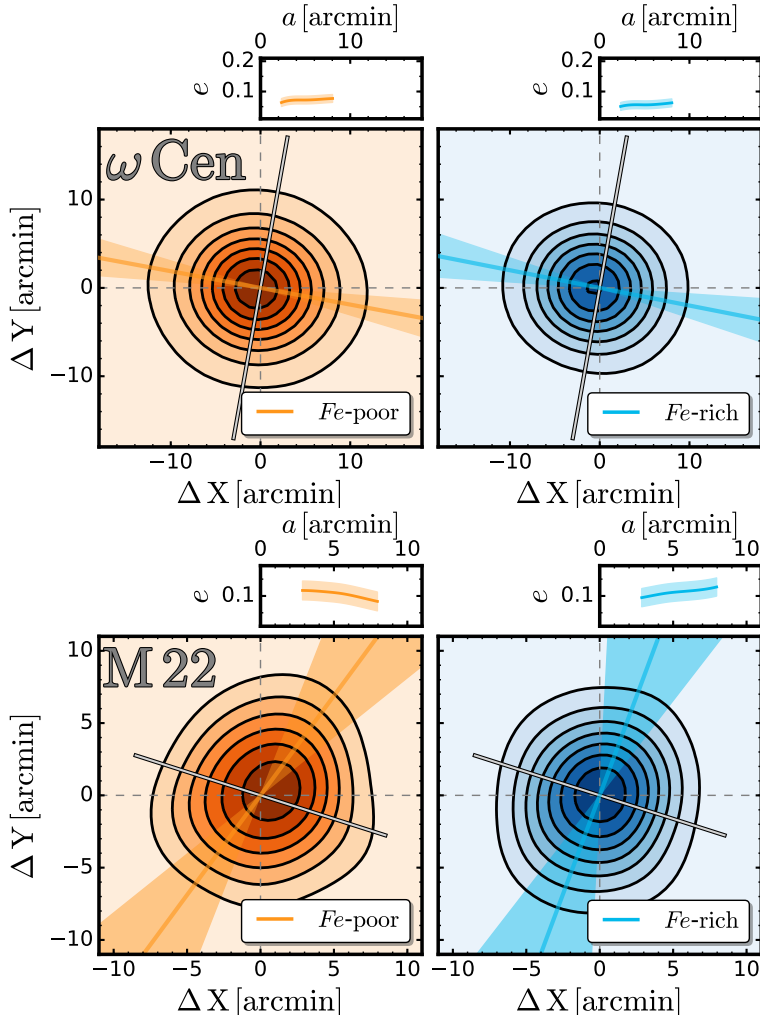 a [arcmin] a [arcmin]
0 10 0 10
0.2 0.2
e 0.1 e 0.1
ω Cen
10
0
−10
Δ Y [arcmin]
Fe-poor Fe-rich
−10 0 10 −10 0 10
Δ X [arcmin] Δ X [arcmin]
a [arcmin] a [arcmin]
0 5 10 0 5 10
e 0.1 e 0.1
M 22
10
5
0
−5
−10
Δ Y [arcmin]
Fe-poor Fe-rich
−10 −5 0 5 10 −10 −5 0 5 10
Δ X [arcmin] Δ X [arcmin]